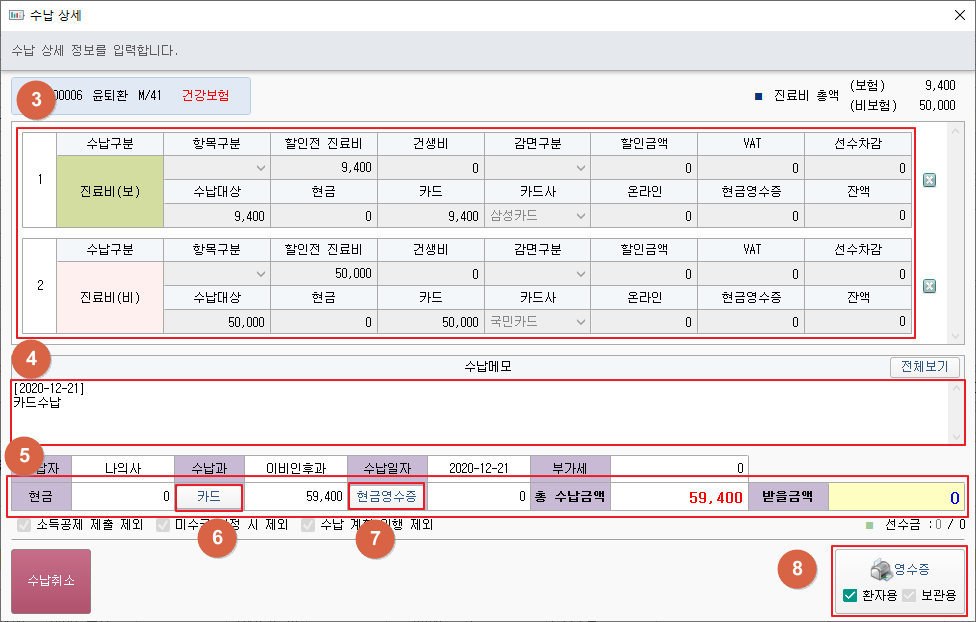 수납 상세
수납 상세 정보를 입력합니다.
3 00006 윤퇴환 M/41 건강보험
■ 진료비 총액 (보험) 9,400
(비보험) 50,000
수납구분 항목구분 할인전 진료비 건생비 감면구분 할인금액 VAT 선수차감
1 진료비(보) 9,400 0 0 0 0
수납대상 현금 카드 카드사 온라인 현금영수증 잔액
9,400 0 9,400 삼성카드 0 0 0
수납구분 항목구분 할인전 진료비 건생비 감면구분 할인금액 VAT 선수차감
2 진료비(비) 50,000 0 0 0 0
수납대상 현금 카드 카드사 온라인 현금영수증 잔액
50,000 0 50,000 국민카드 0 0 0
4 수납메모 전체보기
[2020-12-21]
카드수납
5 납자 나의사 수납과 이비인후과 수납일자 2020-12-21 부가세 0
현금 0 카드 59,400 현금영수증 0 총 수납금액 59,400 받을금액 0
소득공제 제출 제외 미수금 정 시 제외 수납 계 행 제외 ■ 선수금 :0 / 0
6 7
수납취소 8 영수증
환자용 보관용